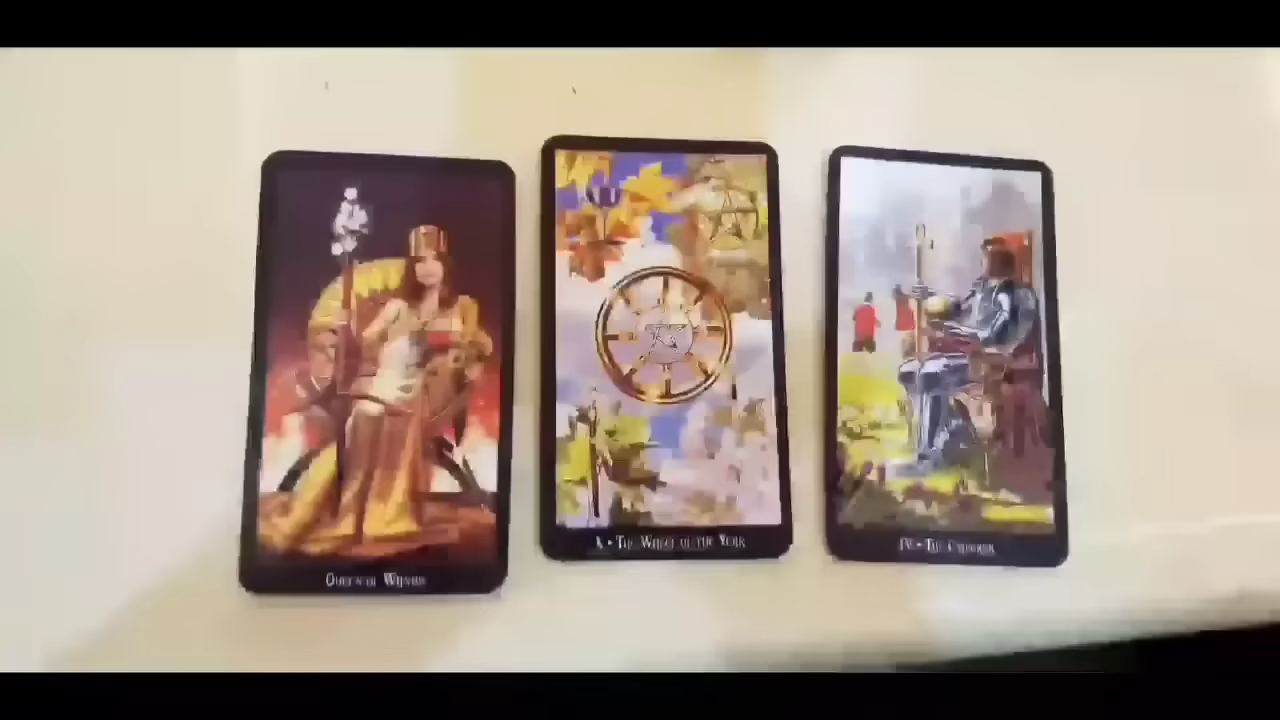 Queen of Wands
X • The Wheel of the Year
IV • The Emperor